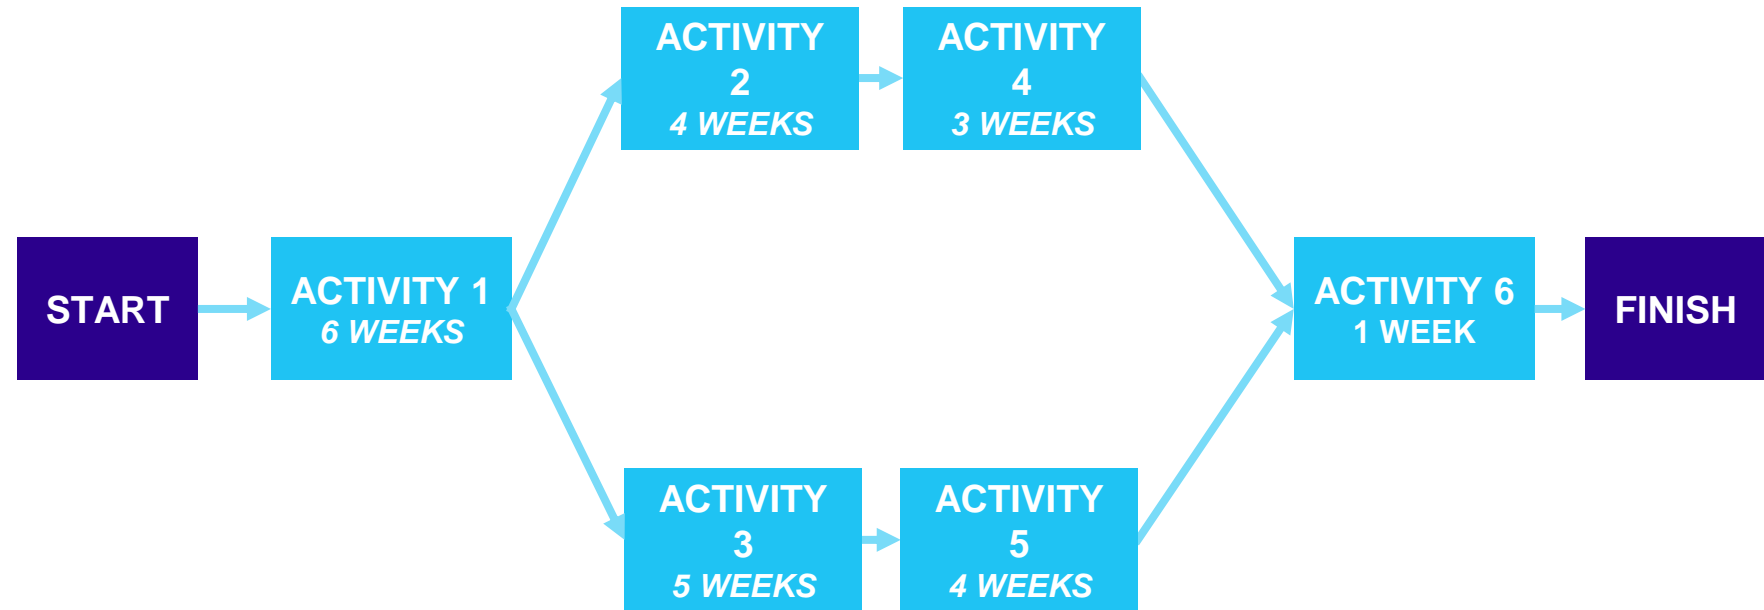 START
ACTIVITY 1
6 WEEKS
ACTIVITY
2
4 WEEKS
ACTIVITY
4
3 WEEKS
ACTIVITY
3
5 WEEKS
ACTIVITY
5
4 WEEKS
ACTIVITY 6
1 WEEK
FINISH